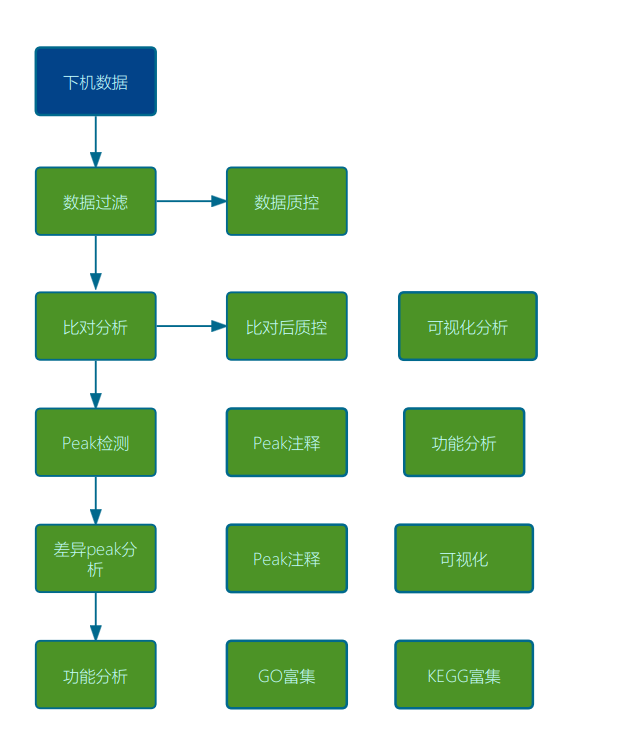 下机数据
数据过滤
数据质控
比对分析
比对后质控
可视化分析
Peak检测
Peak注释
功能分析
差异peak分
析
Peak注释
可视化
功能分析
GO富集
KEGG富集